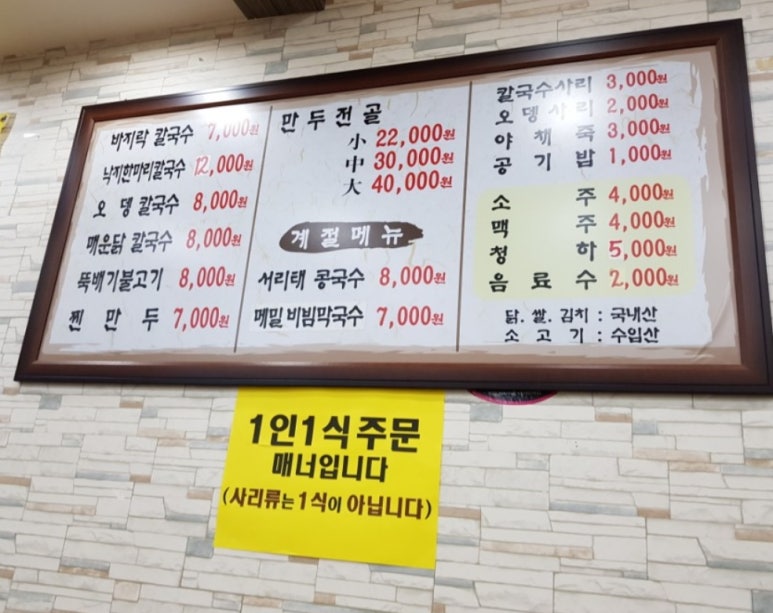 바지락 칼국수 7,000원
낙지한마리칼국수 12,000원
오뎅칼국수 8,000원
매운닭 칼국수 8,000원
뚝배기불고기 8,000원
찐만두 7,000원
만두전골
小 22,000원
中 30,000원
大 40,000원
계절메뉴
서리태 콩국수 8,000원
메밀비빔막국수 7,000원
칼국수사리 3,000원
오뎅사리 2,000원
야채죽 3,000원
공기밥 1,000원
소주 4,000원
맥주 4,000원
청하 5,000원
음료수 2,000원
닭.쌀.김치 : 국내산
소고기 : 수입산
1인1식주문
매너입니다
(사리류는1식이 아닙니다)